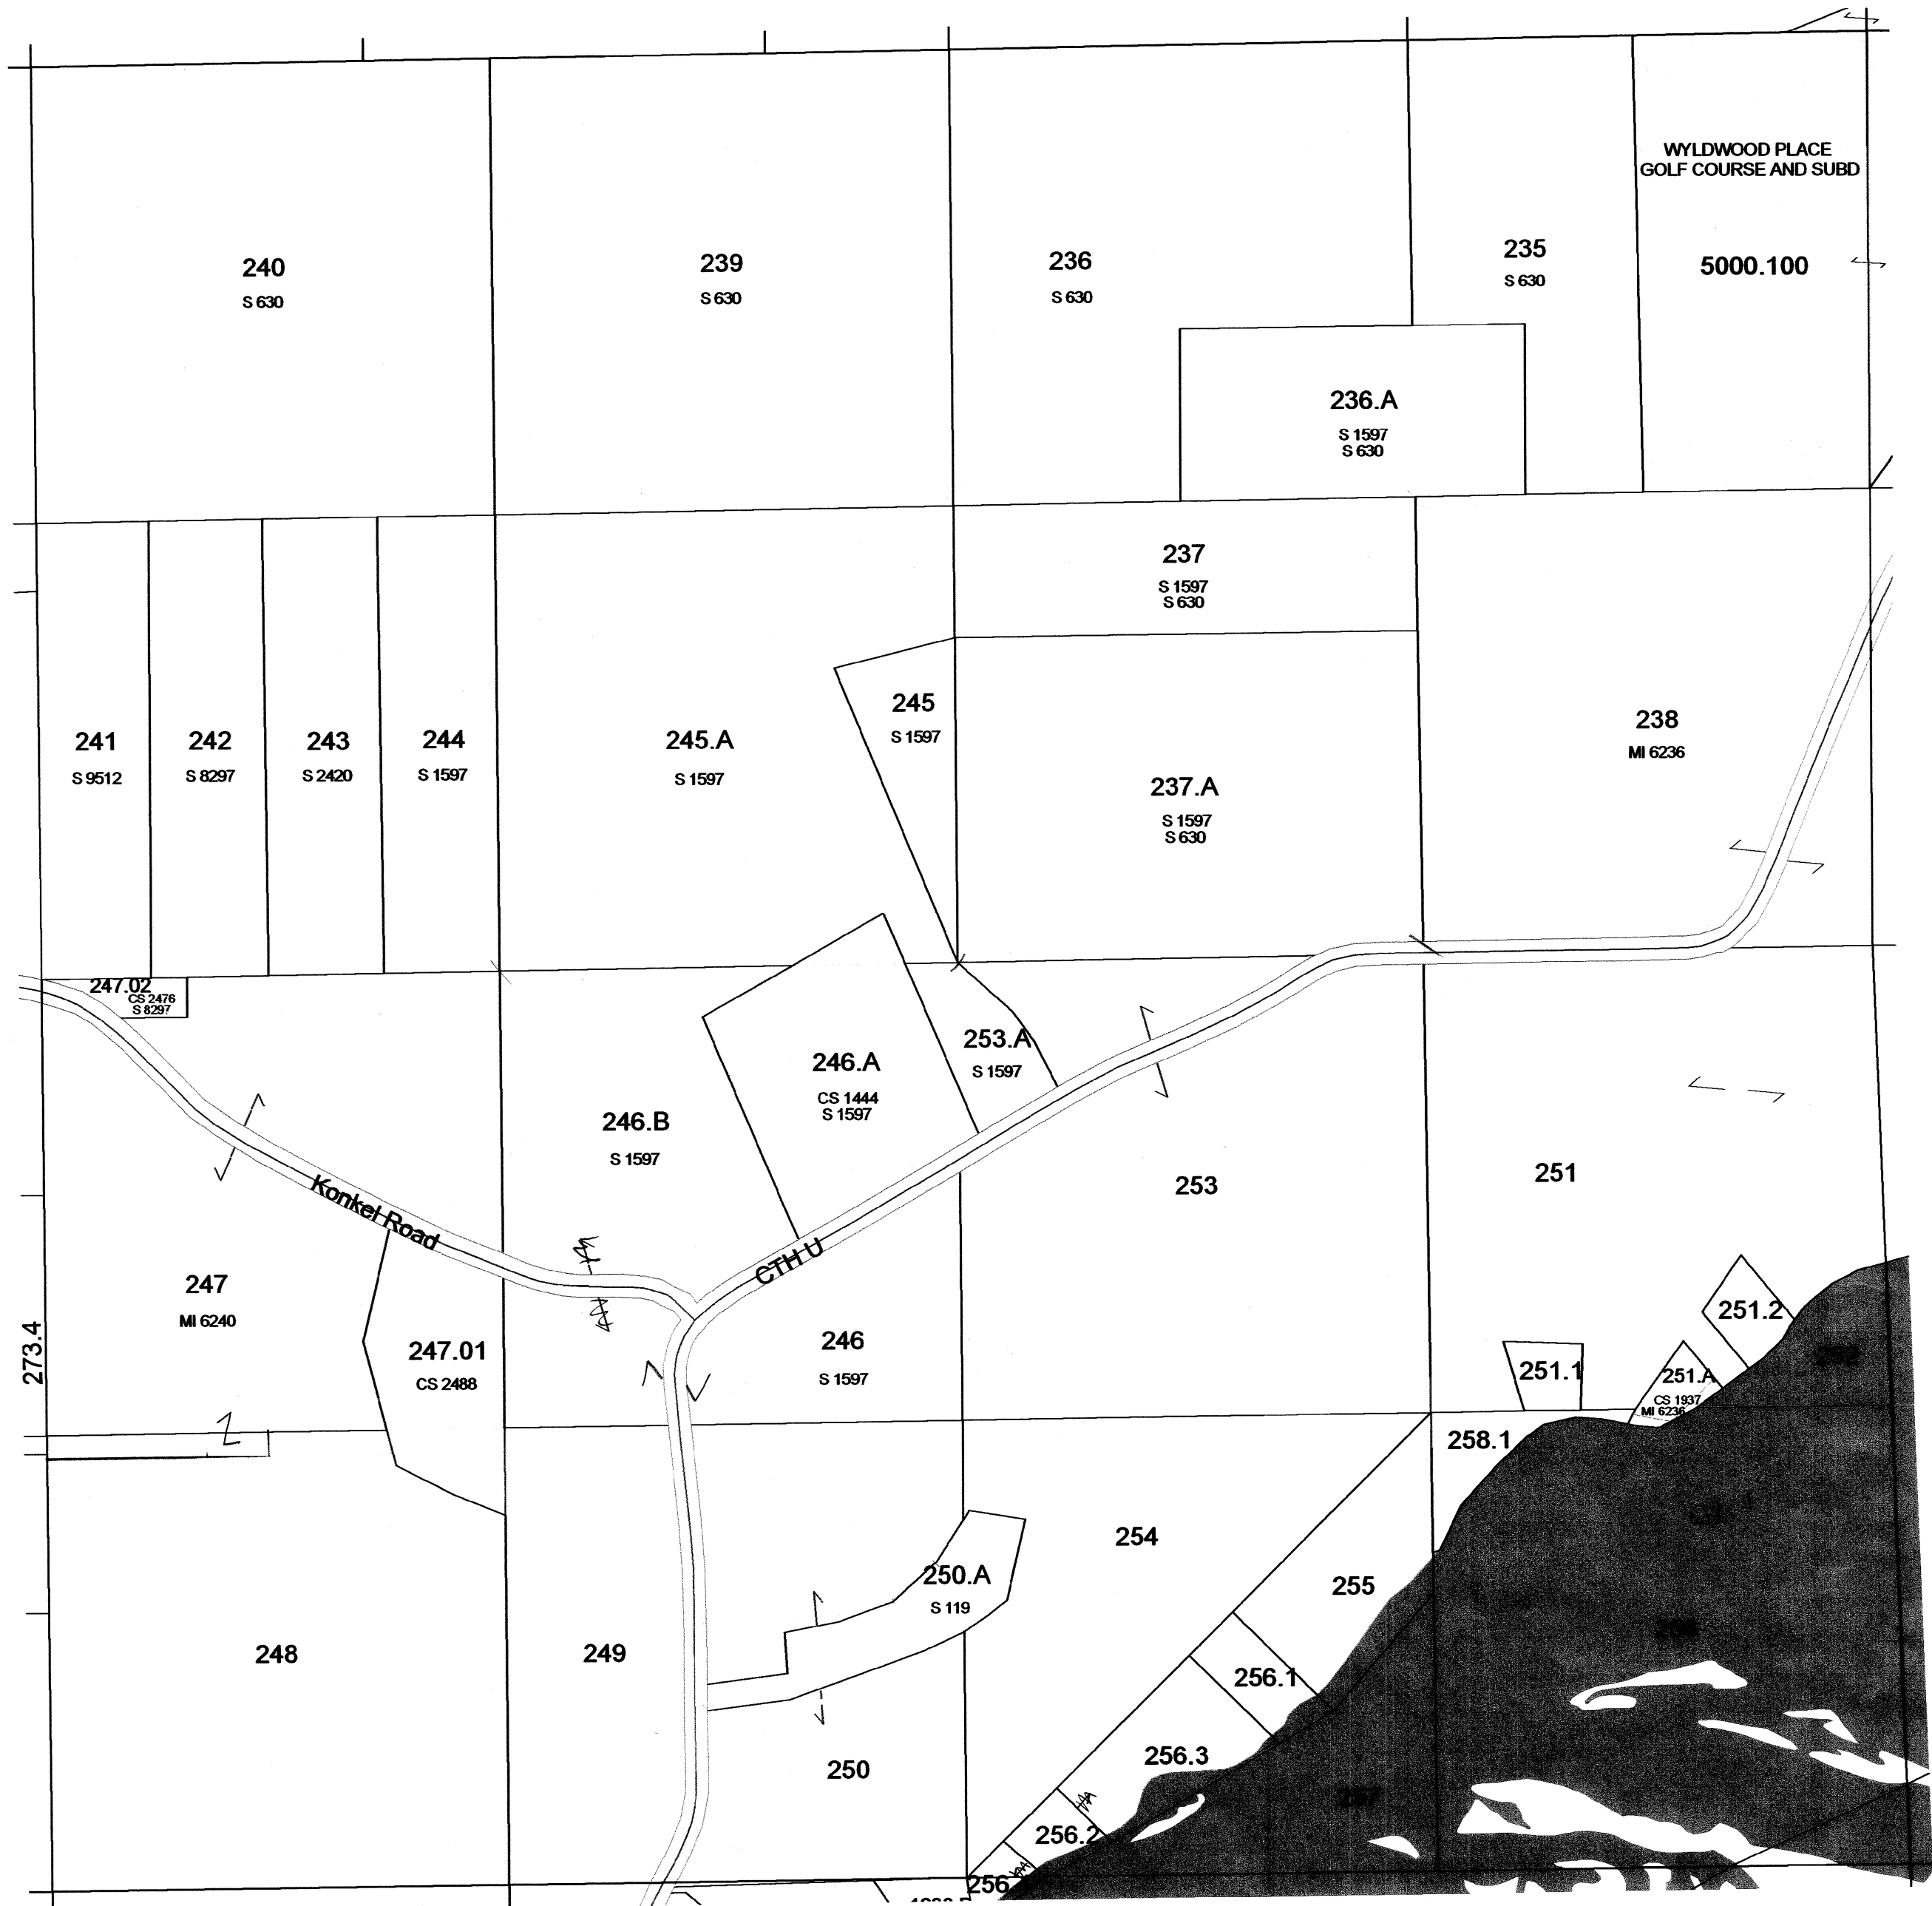 WYLDWOOD PLACE
GOLF COURSE AND SUBD
5000.100
240
S 630
239
S 630
236
S 630
235
S 630
236.A
S 1597
S 630
237
S 1597
S 630
241
S 9512
242
S 8297
243
S 2420
244
S 1597
245.A
S 1597
245
S 1597
237.A
S 1597
S 630
238
MI 6236
247.02
CS 2476
S 8297
246.B
S 1597
246.A
CS 1444
S 1597
253.A
S 1597
253
251
Konkel Road
CTH U
247
MI 6240
273.4
247.01
CS 2488
246
S 1597
251.2
251.1
251.A
CS 1937
MI 6236
252
258.1
254
255
250.A
S 119
248
249
256.1
256.3
250
257
256.2
256